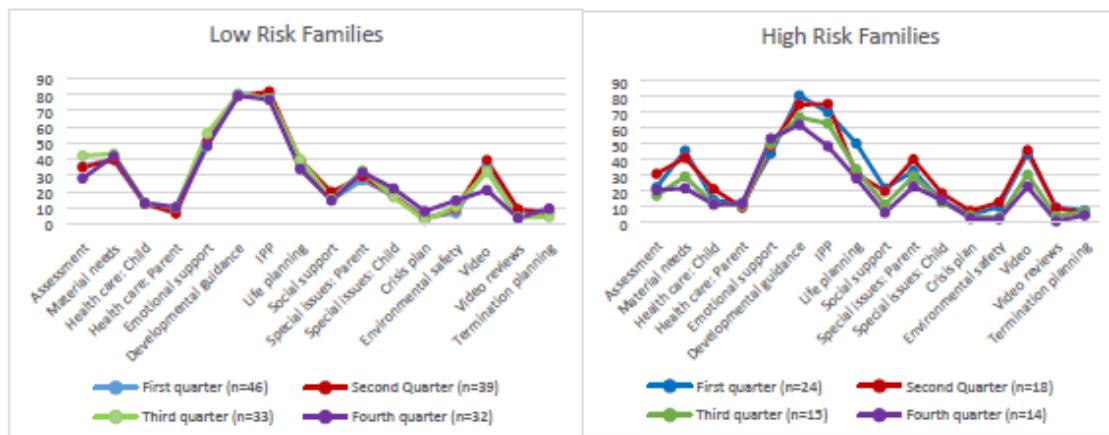 Low Risk Families
90
80
70
60
50
40
30
20
10
0
Assessment
Material needs
Health care: Child
Health care: Parent
Emotional support
Developmental guidance
IPP
Life planning
Social support
Special issues: Parent
Special issues: Child
Crisis plan
Environmental safety
Video
Video reviews
Termination planning
First quarter (n=46)
Second Quarter (n=39)
Third quarter (n=33)
Fourth quarter (n=32)
High Risk Families
90
80
70
60
50
40
30
20
10
0
Assessment
Material needs
Health care: Child
Health care: Parent
Emotional support
Developmental guidance
IPP
Life planning
Social support
Special issues: Parent
Special issues: Child
Crisis plan
Environmental safety
Video
Video reviews
Termination planning
First quarter (n=24)
Second Quarter (n=18)
Third quarter (n=15)
Fourth quarter (n=14)